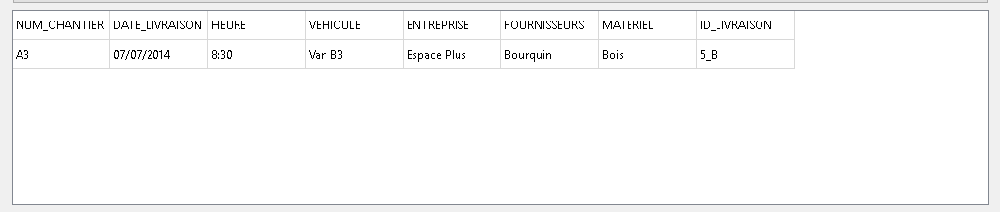 NUM_CHANTIER DATE_LIVRAISON HEURE VEHICULE ENTREPRISE FOURNISSEURS MATERIEL ID_LIVRAISON
A3 07/07/2014 8:30 Van B3 Espace Plus Bourquin Bois 5_B